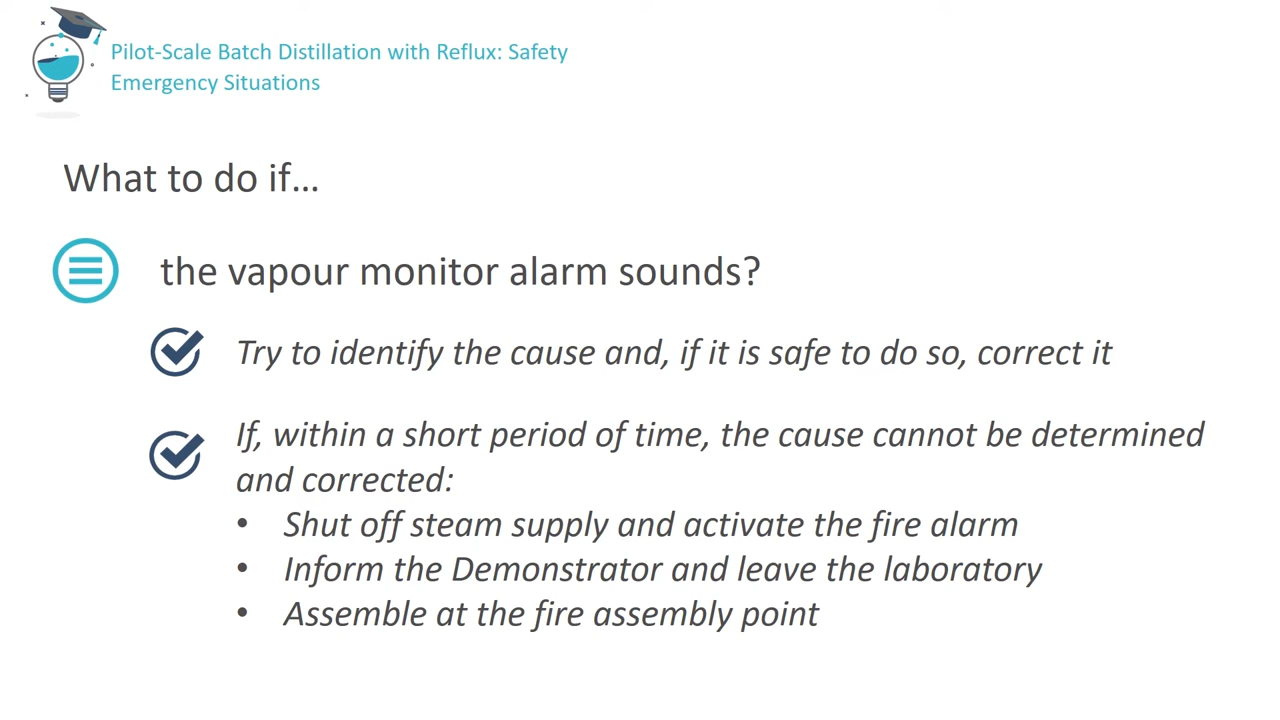 Pilot-Scale Batch Distillation with Reflux: Safety
Emergency Situations
What to do if...
the vapour monitor alarm sounds?
Try to identify the cause and, if it is safe to do so, correct it
If, within a short period of time, the cause cannot be determined
and corrected:
• Shut off steam supply and activate the fire alarm
• Inform the Demonstrator and leave the laboratory
• Assemble at the fire assembly point